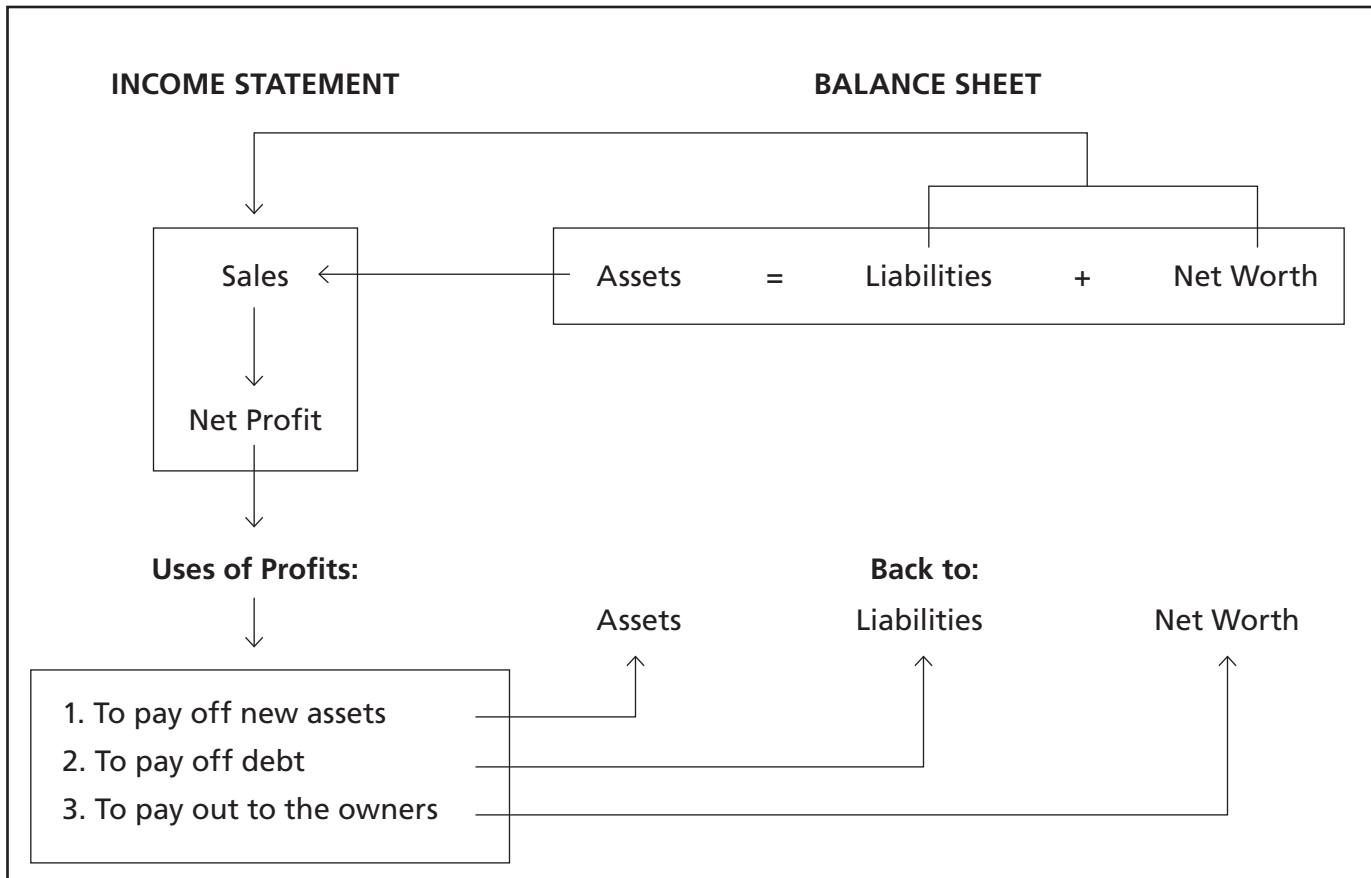 INCOME STATEMENT
BALANCE SHEET
Sales
Assets = Liabilities + Net Worth
Net Profit
Uses of Profits:
Back to:
Assets
Liabilities
Net Worth
1. To pay off new assets
2. To pay off debt
3. To pay out to the owners